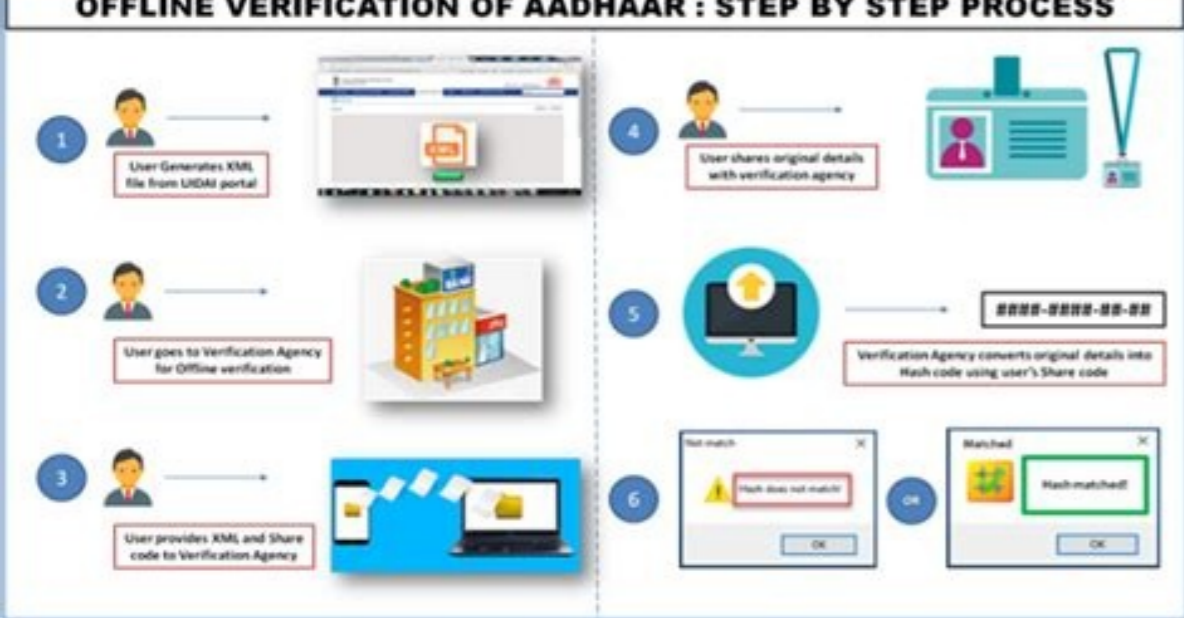 OFFLINE VERIFICATION OF AADHAAR : STEP BY STEP PROCESS
1
User Generates XML
file from UIDAI portal
XML
2
User goes to Verification Agency
for Offline verification
BANK
3
User provides XML and Share
code to Verification Agency
4
User shares original details
with verification agency
5
####-####-##-##
Verification Agency converts original details into
Hash code using user's Share code
6
Not match
Hash does not match!
OK
OR
Matched
Hash matched!
OK